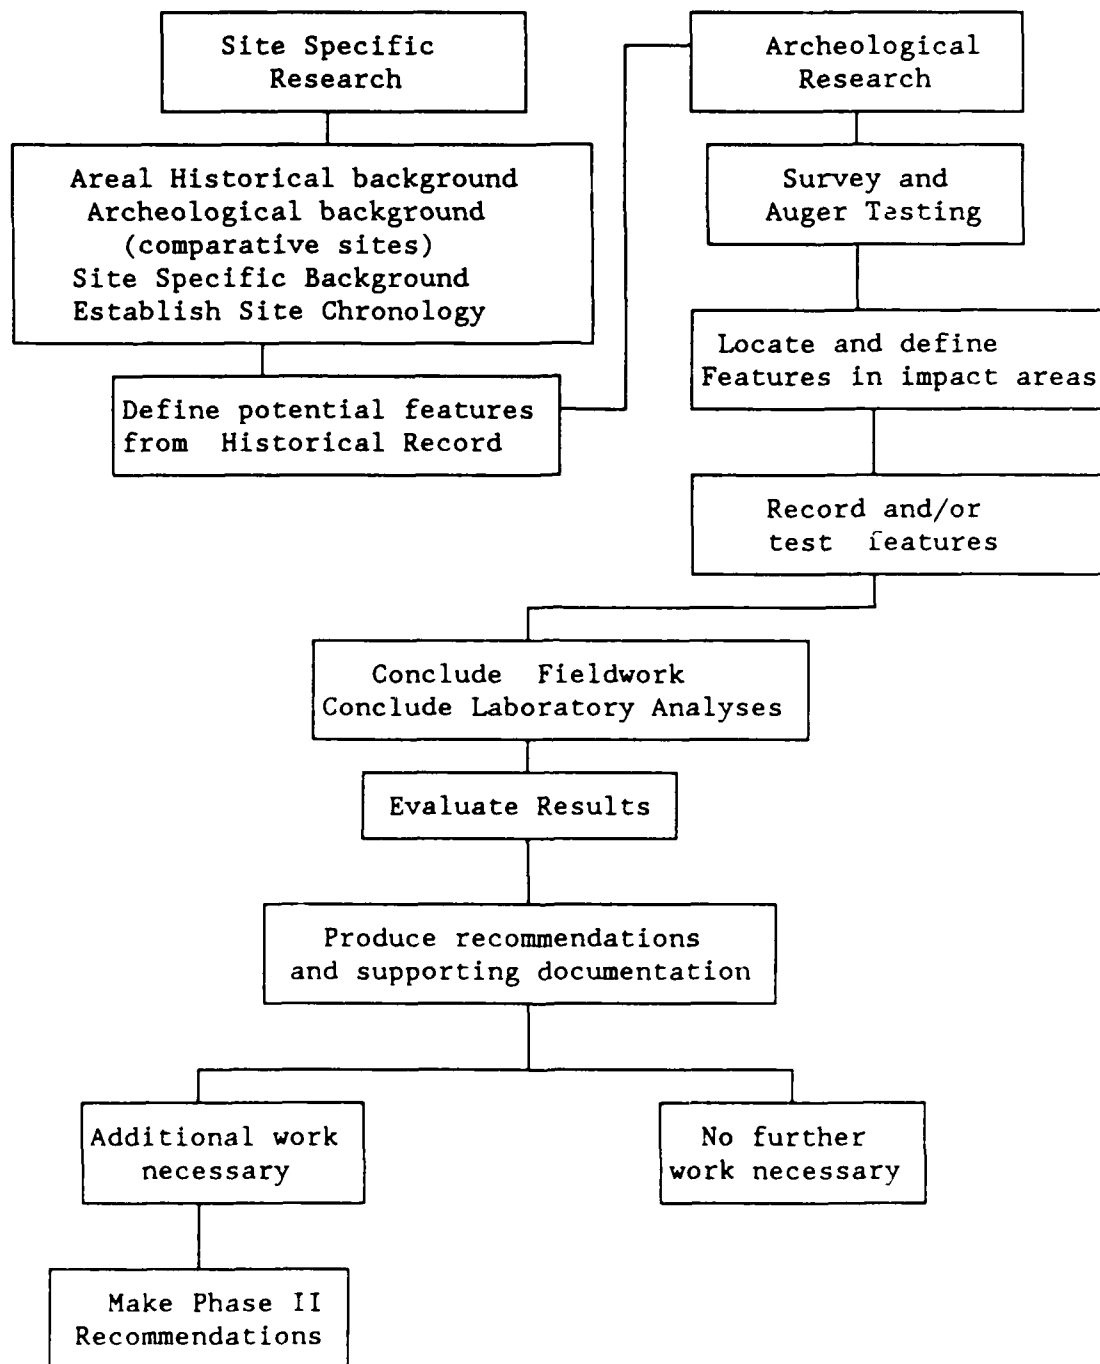 Site Specific
Research
Areal Historical background
Archeological background
(comparative sites)
Site Specific Background
Establish Site Chronology
Define potential features
from Historical Record
Archeological
Research
Survey and
Auger Testing
Locate and define
Features in impact areas
Record and/or
test features
Conclude Fieldwork
Conclude Laboratory Analyses
Evaluate Results
Produce recommendations
and supporting documentation
Additional work
necessary
No further
work necessary
Make Phase II
Recommendations